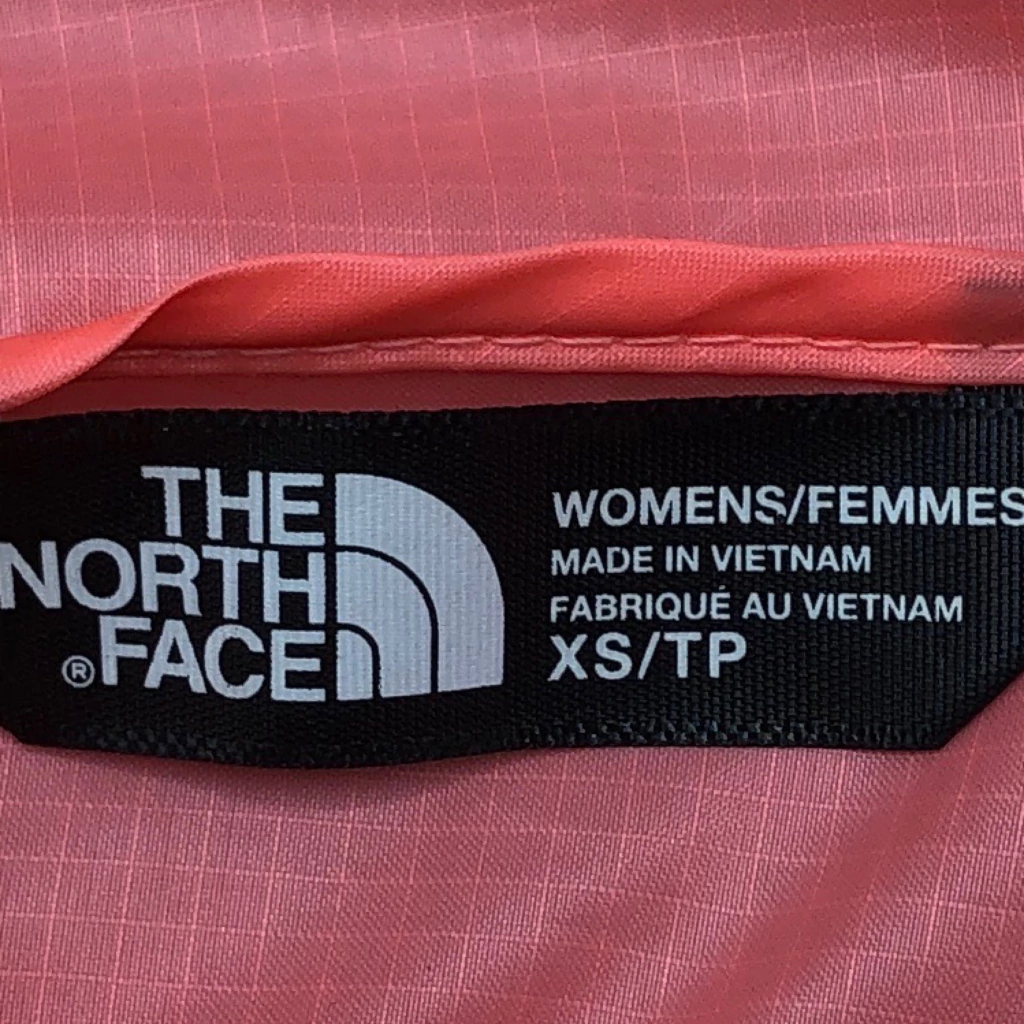 THE
NORTH
®FACE
WOMENS/FEMMES
MADE IN VIETNAM
FABRIQUÉ AU VIETNAM
XS/TP